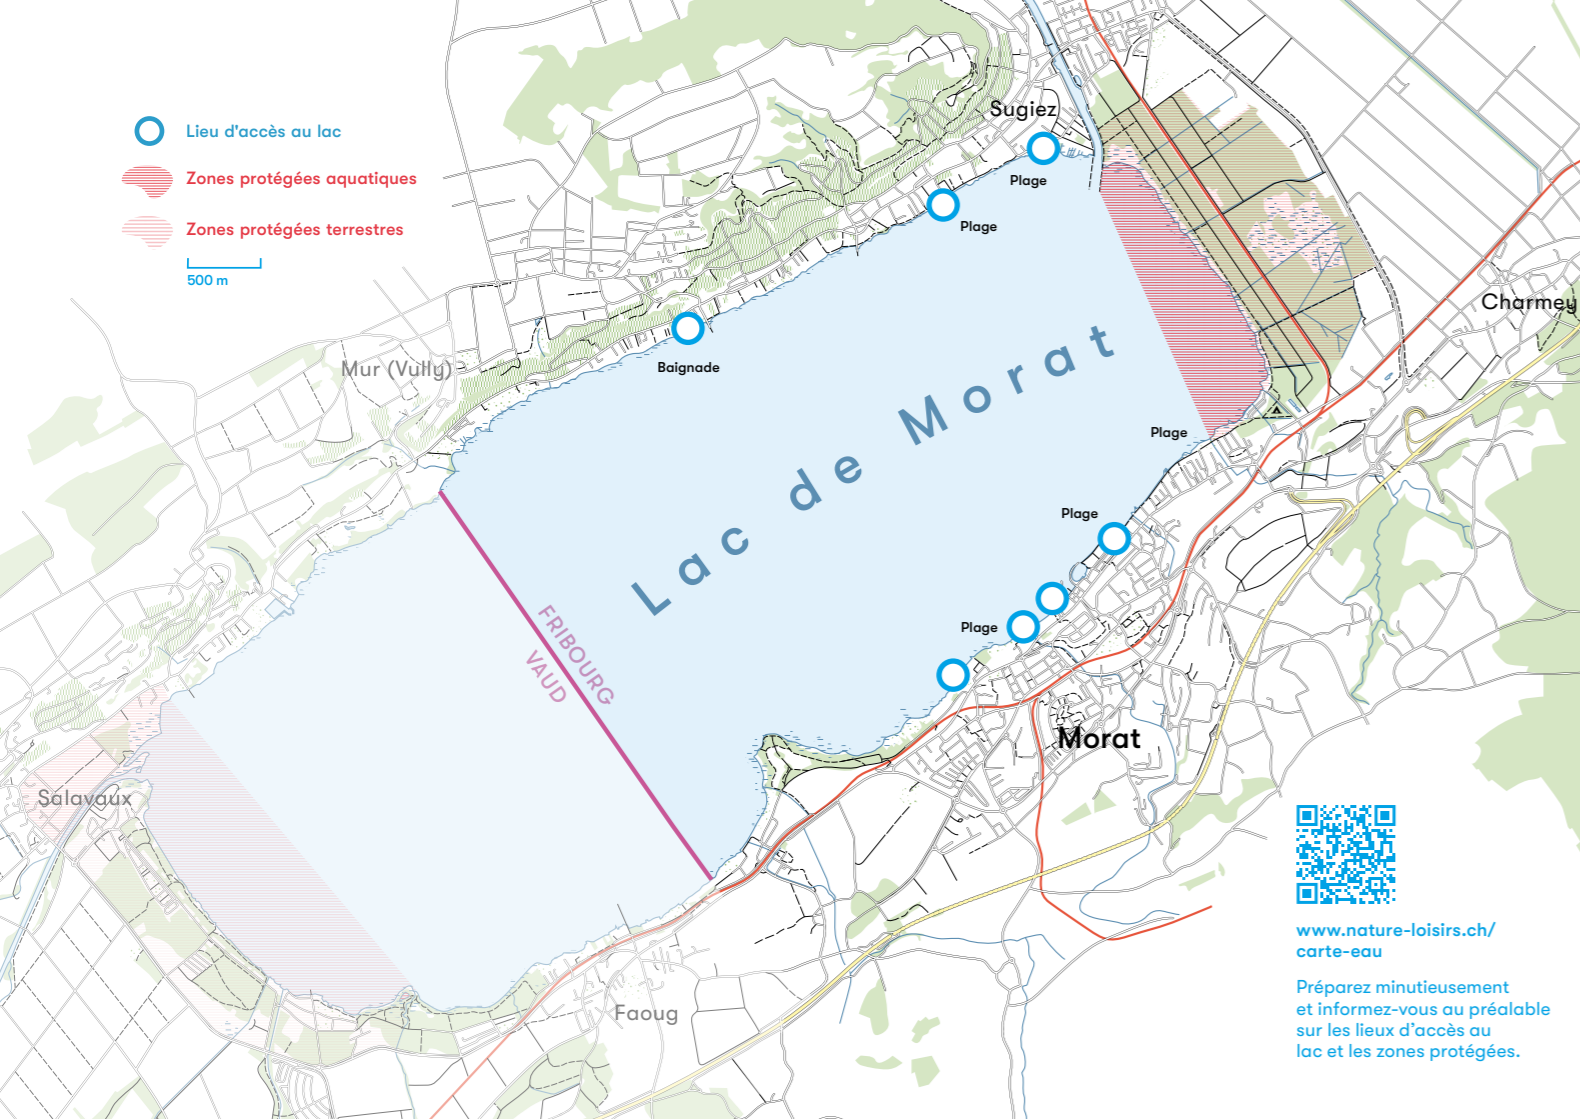 Lieu d'accès au lac
Zones protégées aquatiques
Zones protégées terrestres
500 m
Sugiez
Plage
Plage
Charmey
Baignade
Mur (Vully)
Lac de Morat
Plage
Plage
Plage
FRIBOURG
VAUD
Morat
Salavaux
Faoug
www.nature-loisirs.ch/
carte-eau
Préparez minutieusement
et informez-vous au préalable
sur les lieux d'accès au
lac et les zones protégées.